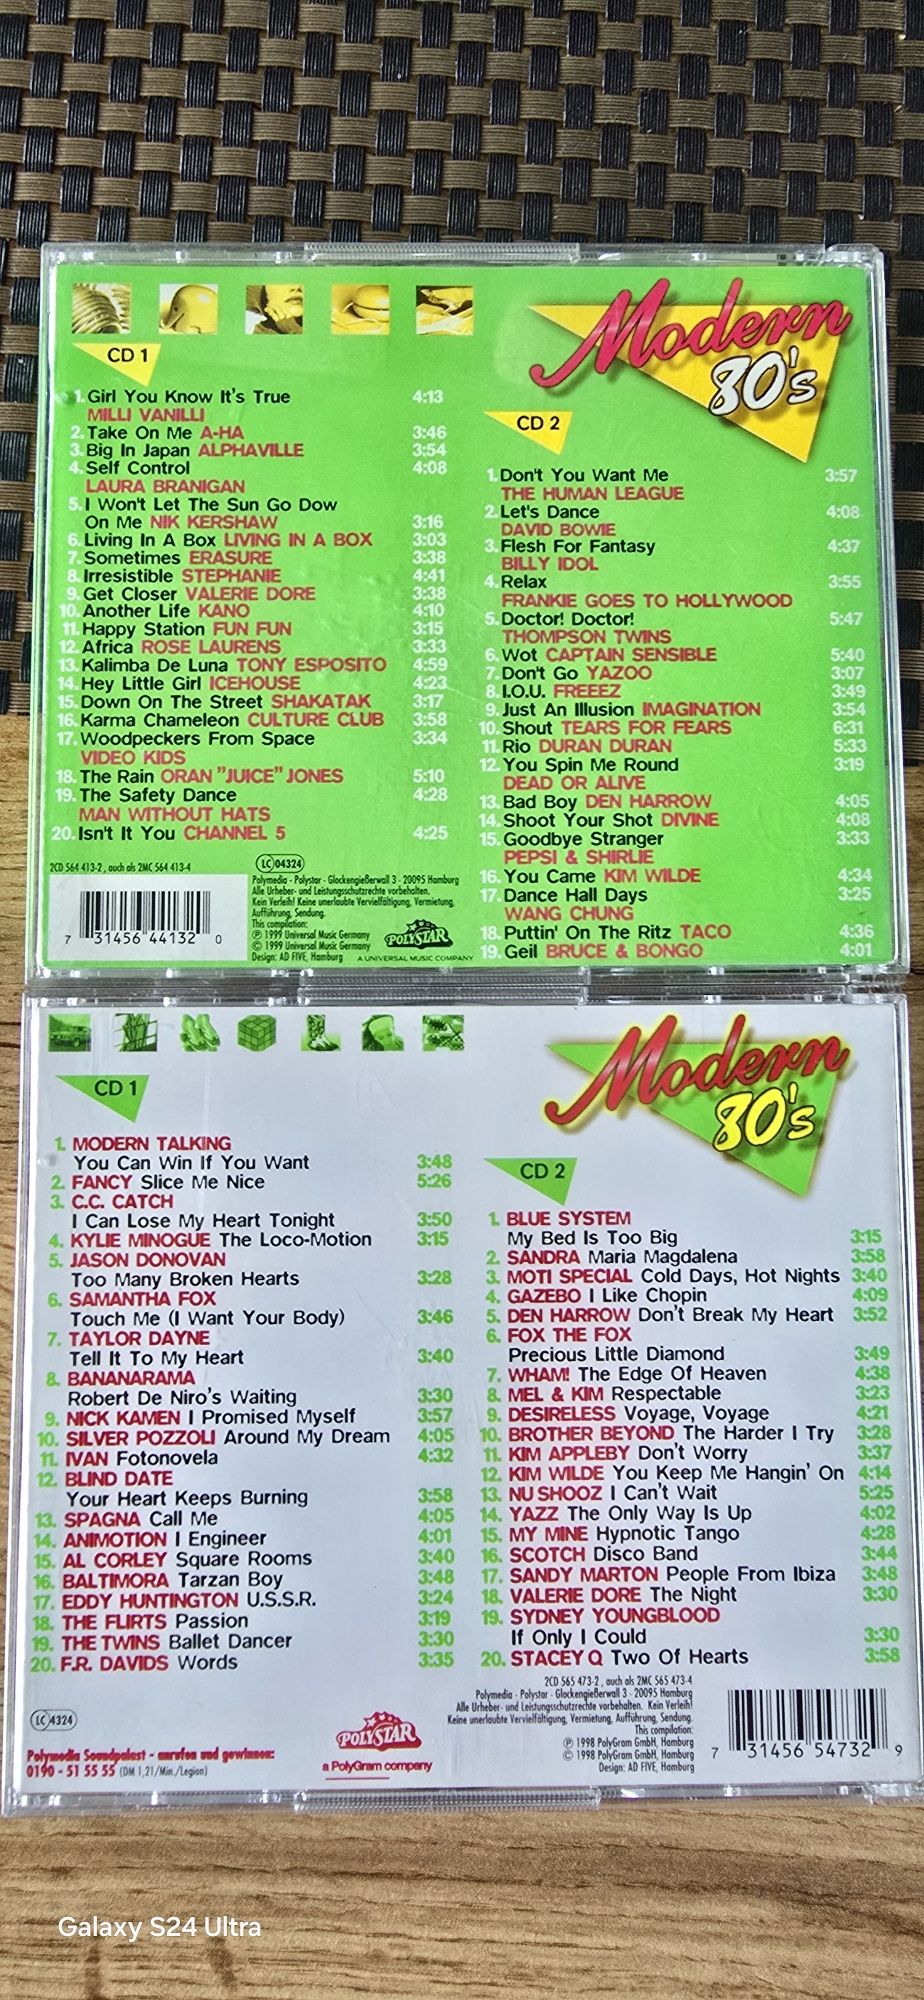 Modern
80's
CD 1
1. Girl You Know It's True 4:13
MILLI VANILLI
2. Take On Me A-HA 3:46
3. Big In Japan ALPHAVILLE 3:54
4. Self Control 4:08
LAURA BRANIGAN
5. I Won't Let The Sun Go Dow
On Me NIK KERSHAW 3:16
6. Living In A Box LIVING IN A BOX 3:03
7. Sometimes ERASURE 3:38
8. Irresistible STEPHANIE 4:41
9. Get Closer VALERIE DORE 3:38
10. Another Life KANO 4:10
11. Happy Station FUN FUN 3:15
12. Africa ROSE LAURENS 3:33
13. Kalimba De Luna TONY ESPOSITO 4:59
14. Hey Little Girl ICEHOUSE 4:23
15. Down On The Street SHAKATAK 3:17
16. Karma Chameleon CULTURE CLUB 3:58
17. Woodpeckers From Space 3:34
VIDEO KIDS
18. The Rain ORAN "JUICE" JONES 5:10
19. The Safety Dance 4:28
MAN WITHOUT HATS
20. Isn't It You CHANNEL 5 4:25
CD 2
1. Don't You Want Me 3:57
THE HUMAN LEAGUE
2. Let's Dance 4:08
DAVID BOWIE
3. Flesh For Fantasy 4:37
BILLY IDOL
4. Relax 3:55
FRANKIE GOES TO HOLLYWOOD
5. Doctor! Doctor! 5:47
THOMPSON TWINS
6. Wot CAPTAIN SENSIBLE 5:40
7. Don't Go YAZOO 3:07
8. I.O.U. FREEEZ 3:49
9. Just An Illusion IMAGINATION 3:54
10. Shout TEARS FOR FEARS 6:31
11. Rio DURAN DURAN 5:33
12. You Spin Me Round 3:19
DEAD OR ALIVE
13. Bad Boy DEN HARROW 4:05
14. Shoot Your Shot DIVINE 4:08
15. Goodbye Stranger 3:33
PEPSI & SHIRLIE
16. You Came KIM WILDE 4:34
17. Dance Hall Days 3:25
WANG CHUNG
18. Puttin' On The Ritz TACO 4:36
19. Geil BRUCE & BONGO 4:01
2CD 564 413-2, auch als 2MC 564 413-4
LC 04324
7 31456 44132 0
Polymedia - Polystar - Glockengießerwall 3 - 20095 Hamburg
Alle Urheber- und Leistungsschutzrechte vorbehalten.
Kein Verleih! Keine unerlaubte Vervielfältigung, Vermietung,
Aufführung, Sendung.
This compilation:
℗ 1999 Universal Music Germany
© 1999 Universal Music Germany
Design: AD FIVE, Hamburg
POLYSTAR
A UNIVERSAL MUSIC COMPANY
Modern
80's
CD 1
1. MODERN TALKING
You Can Win If You Want 3:48
2. FANCY Slice Me Nice 5:26
3. C.C. CATCH
I Can Lose My Heart Tonight 3:50
4. KYLIE MINOGUE The Loco-Motion 3:15
5. JASON DONOVAN
Too Many Broken Hearts 3:28
6. SAMANTHA FOX
Touch Me (I Want Your Body) 3:46
7. TAYLOR DAYNE
Tell It To My Heart 3:40
8. BANANARAMA
Robert De Niro's Waiting 3:30
9. NICK KAMEN I Promised Myself 3:57
10. SILVER POZZOLI Around My Dream 4:05
11. IVAN Fotonovela 4:32
12. BLIND DATE
Your Heart Keeps Burning 3:58
13. SPAGNA Call Me 4:05
14. ANIMOTION I Engineer 4:01
15. AL CORLEY Square Rooms 3:40
16. BALTIMORA Tarzan Boy 3:48
17. EDDY HUNTINGTON U.S.S.R. 3:24
18. THE FLIRTS Passion 3:19
19. THE TWINS Ballet Dancer 3:30
20. F.R. DAVIDS Words 3:35
CD 2
1. BLUE SYSTEM
My Bed Is Too Big 3:15
2. SANDRA Maria Magdalena 3:58
3. MOTI SPECIAL Cold Days, Hot Nights 3:40
4. GAZEBO I Like Chopin 4:09
5. DEN HARROW Don't Break My Heart 3:52
6. FOX THE FOX
Precious Little Diamond 3:49
7. WHAM! The Edge Of Heaven 4:38
8. MEL & KIM Respectable 3:23
9. DESIRELESS Voyage, Voyage 4:21
10. BROTHER BEYOND The Harder I Try 3:28
11. KIM APPLEBY Don't Worry 3:37
12. KIM WILDE You Keep Me Hangin' On 4:14
13. NU SHOOZ I Can't Wait 5:25
14. YAZZ The Only Way Is Up 4:02
15. MY MINE Hypnotic Tango 4:28
16. SCOTCH Disco Band 3:44
17. SANDY MARTON People From Ibiza 3:48
18. VALERIE DORE The Night 3:30
19. SYDNEY YOUNGBLOOD
If Only I Could 3:30
20. STACEY Q Two Of Hearts 3:58
LC 4324
Polymedia Soundpalast - anrufen und gewinnen:
0190 - 51 55 55 (DM 1,21/Min./Legion)
POLYSTAR
a PolyGram company
2CD 565 473-2, auch als 2MC 565 473-4
Polymedia - Polystar - Glockengießerwall 3 - 20095 Hamburg
Alle Urheber- und Leistungsschutzrechte vorbehalten. Kein Verleih!
Keine unerlaubte Vervielfältigung, Vermietung, Aufführung, Sendung.
This compilation:
℗ 1998 PolyGram GmbH, Hamburg
© 1998 PolyGram GmbH, Hamburg
Design: AD FIVE, Hamburg
7 31456 54732 9
Galaxy S24 Ultra